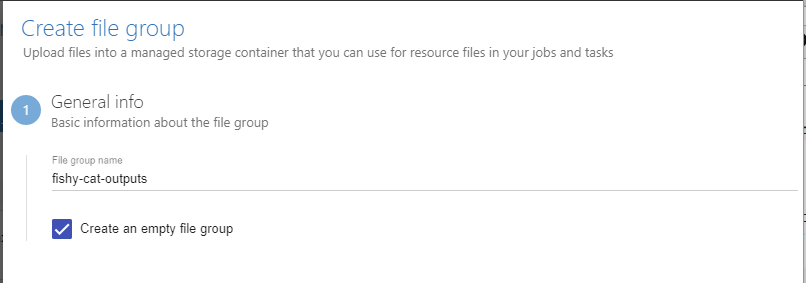 Create file group
Upload files into a managed storage container that you can use for resource files in your jobs and tasks
1
General info
Basic information about the file group
File group name
fishy-cat-outputs
Create an empty file group